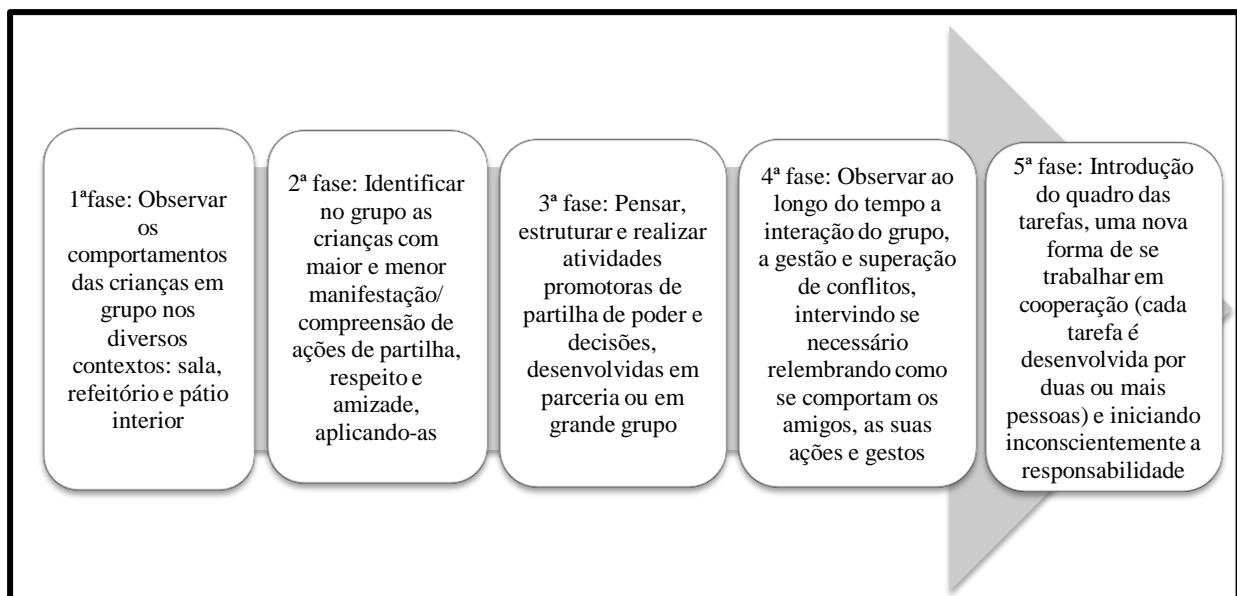 1ªfase: Observar
os
comportamentos
das crianças em
grupo nos
diversos
contextos: sala,
refeitório e pátio
interior
2ª fase: Identificar
no grupo as
crianças com
maior e menor
manifestação/
compreensão de
ações de partilha,
respeito e
amizade,
aplicando-as
3ª fase: Pensar,
estruturar e realizar
atividades
promotoras de
partilha de poder e
decisões,
desenvolvidas em
parceria ou em
grande grupo
4ª fase: Observar ao
longo do tempo a
interação do grupo,
a gestão e superação
de conflitos,
intervindo se
necessário
relembrando como
se comportam os
amigos, as suas
ações e gestos
5ª fase: Introdução
do quadro das
tarefas, uma nova
forma de se
trabalhar em
cooperação (cada
tarefa é
desenvolvida por
duas ou mais
pessoas) e iniciando
inconscientemente a
responsabilidade